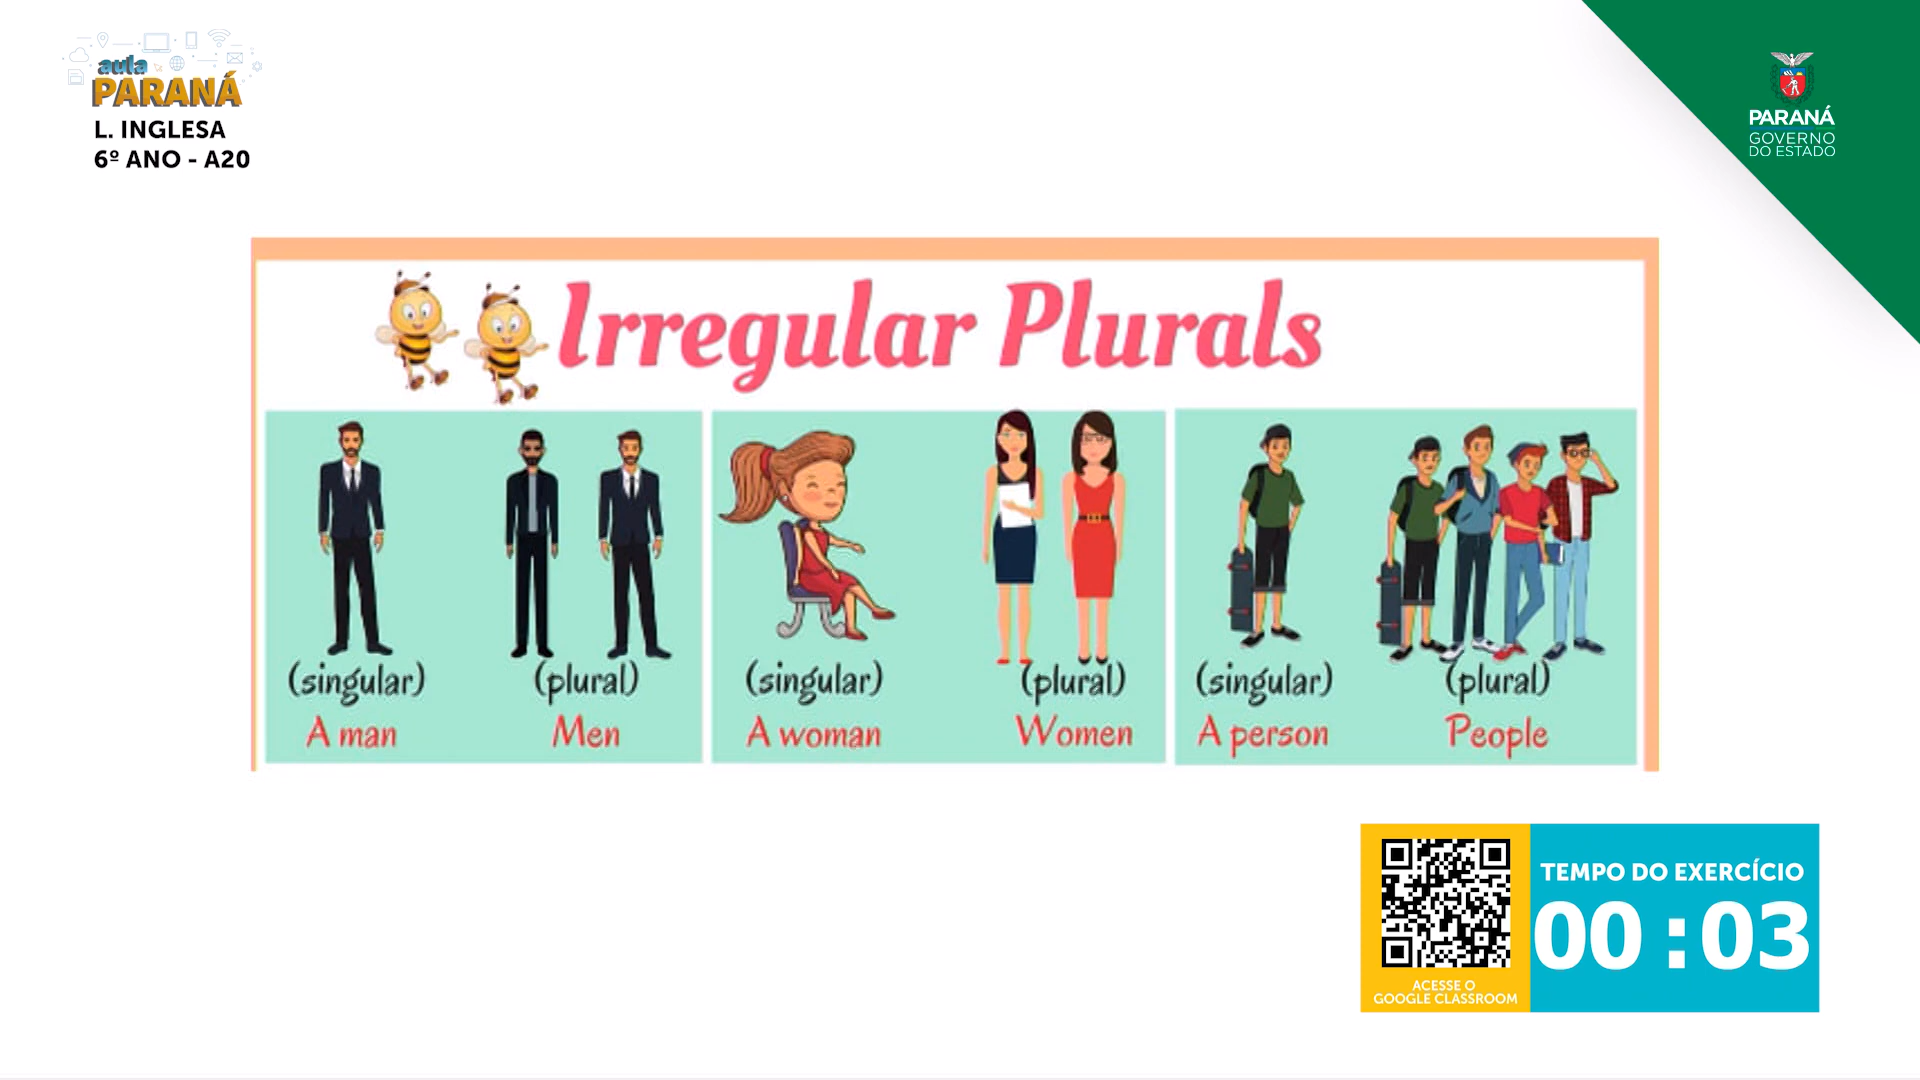 aula
PARANÁ
L. INGLESA
6º ANO - A20
PARANÁ
GOVERNO
DO ESTADO
Irregular Plurals
(singular) (plural) (singular) (plural) (singular) (plural)
A man Men A woman Women A person People
TEMPO DO EXERCÍCIO
00:03
ACESSE O
GOOGLE CLASSROOM